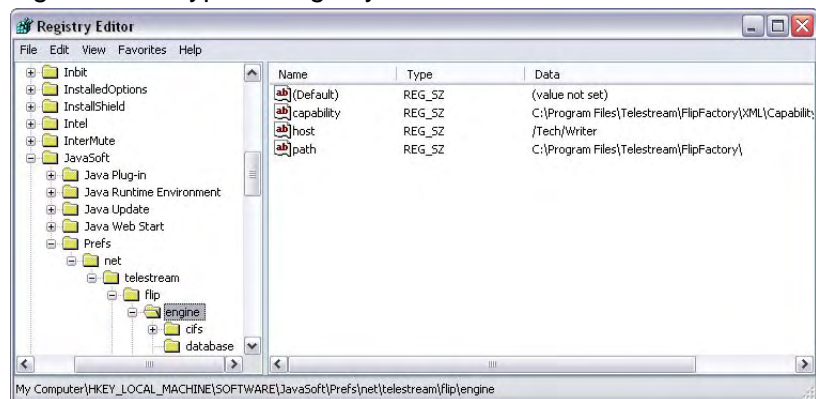 Registry Editor
File Edit View Favorites Help
Inbit
InstalledOptions
InstallShield
Intel
InterMute
JavaSoft
Java Plug-in
Java Runtime Environment
Java Update
Java Web Start
Prefs
net
telestream
flip
engine
cifs
database
Name Type Data
(Default) REG_SZ (value not set)
capability REG_SZ C:\Program Files\Telestream\FlipFactory\XML\Capability
host REG_SZ /Tech/Writer
path REG_SZ C:\Program Files\Telestream\FlipFactory\
My Computer\HKEY_LOCAL_MACHINE\SOFTWARE\JavaSoft\Prefs\net\telestream\flip\engine